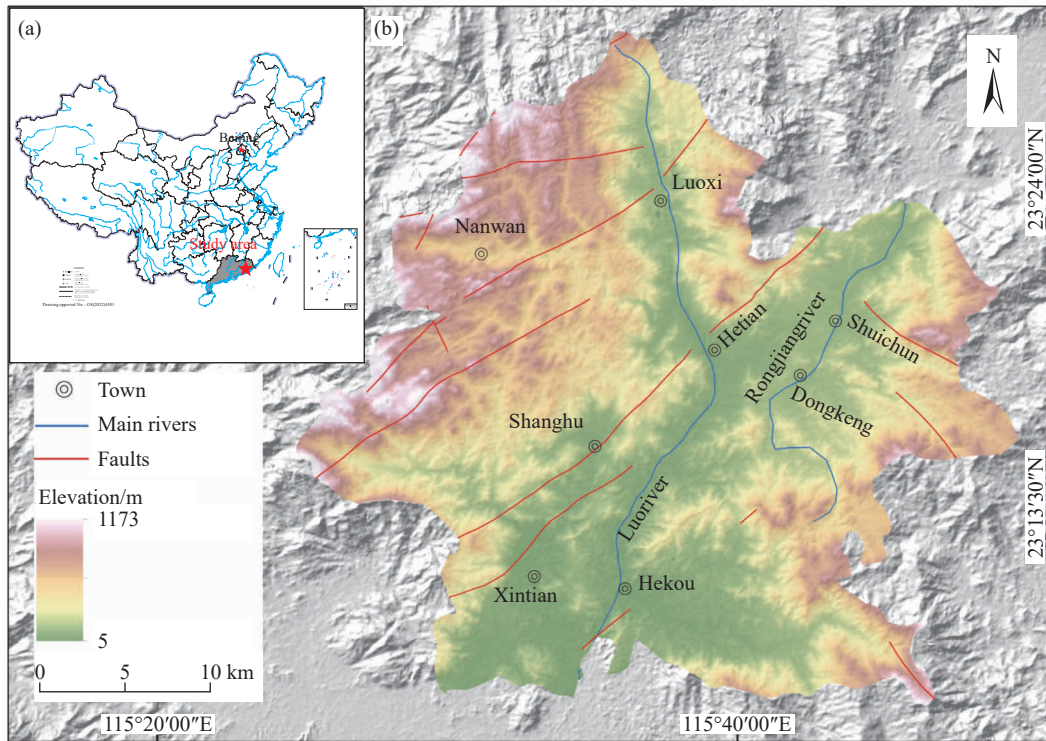 (a)
Beijing
Study area
(b)
N
Luoxi
Nanwan
Hetian
Rongjiangriver
Shuichun
Dongkeng
Shanghu
Luoriver
Xintian
Hekou
Town
Main rivers
Faults
Elevation/m
1173
5
0 5 10 km
115°20′00″E
115°40′00″E
23°24′00″N
23°13′30″N